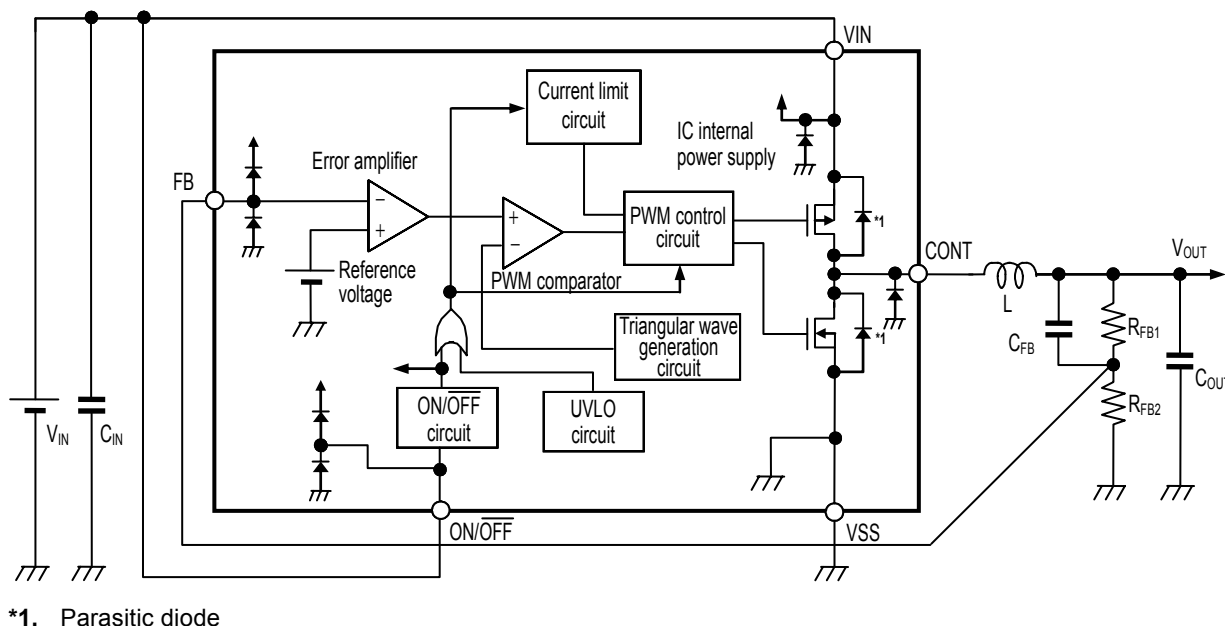 VIN
Current limit
circuit
IC internal
power supply
Error amplifier
FB
−
+
+
−
PWM control
circuit
*1
CONT
VOUT
Reference
voltage
PWM comparator
L
CFB
RFB1
COUT
RFB2
*1
Triangular wave
generation
circuit
ON/OFF
circuit
UVLO
circuit
VIN
CIN
ON/OFF
VSS
*1. Parasitic diode